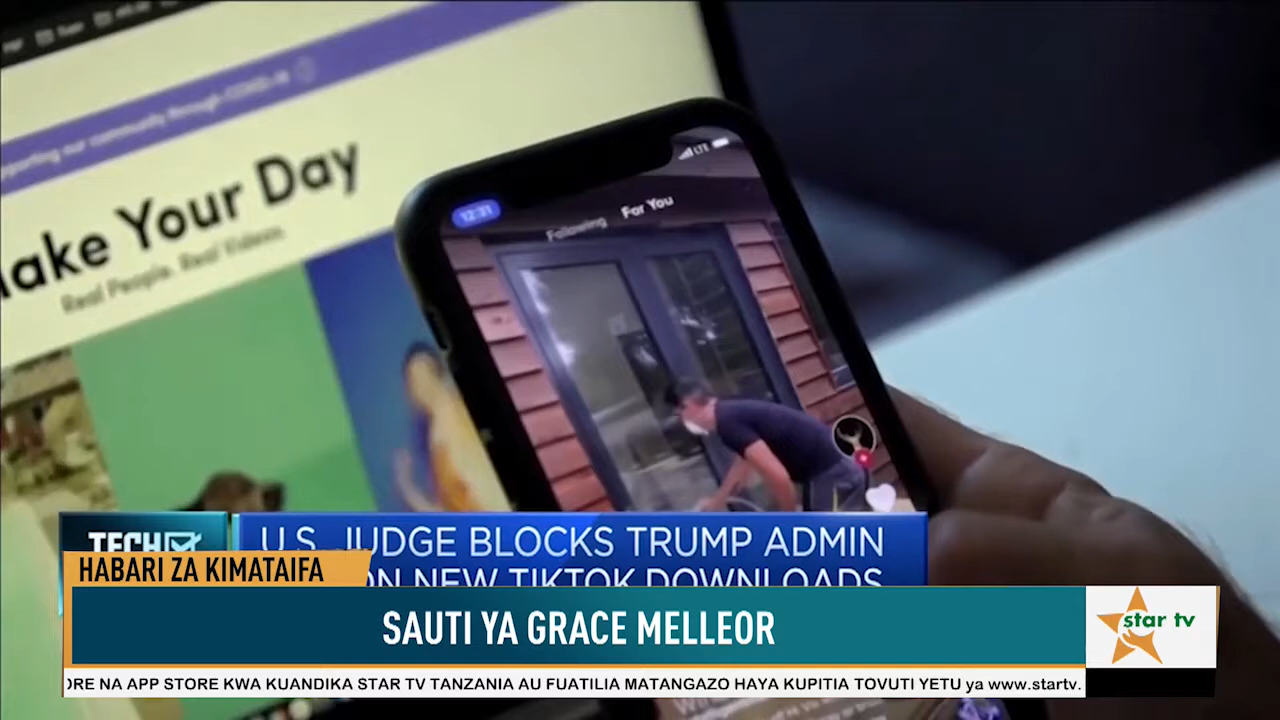 Make Your Day
Real People. Real Videos.
LTE
12:31
Following For You
TECH
U.S. JUDGE BLOCKS TRUMP ADMIN
ON NEW TIKTOK DOWNLOADS
HABARI ZA KIMATAIFA
SAUTI YA GRACE MELLEOR
star tv
ORE NA APP STORE KWA KUANDIKA STAR TV TANZANIA AU FUATILIA MATANGAZO HAYA KUPITIA TOVUTI YETU ya www.startv.